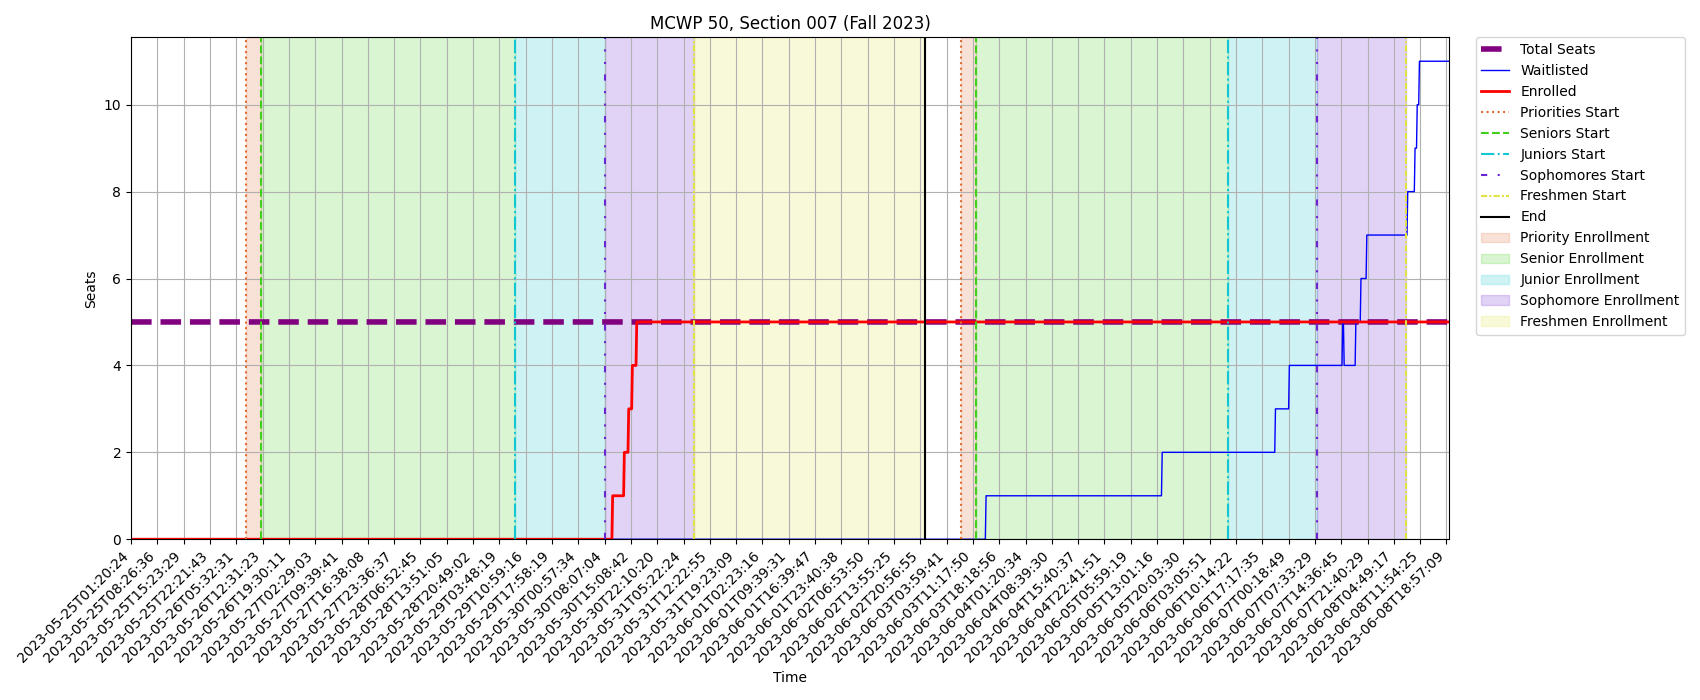 MCWP 50, Section 007 (Fall 2023)
Seats
10
8
6
4
2
0
2023-05-25T01:20:24
2023-05-25T08:26:36
2023-05-25T15:23:29
2023-05-25T22:21:43
2023-05-26T05:32:31
2023-05-26T12:31:23
2023-05-26T19:30:11
2023-05-27T02:29:03
2023-05-27T09:39:41
2023-05-27T16:38:08
2023-05-27T23:36:37
2023-05-28T06:52:45
2023-05-28T13:51:05
2023-05-28T20:49:02
2023-05-29T03:48:19
2023-05-29T10:59:16
2023-05-29T17:58:19
2023-05-30T00:57:34
2023-05-30T08:07:04
2023-05-30T15:08:42
2023-05-30T22:10:20
2023-05-31T05:22:24
2023-05-31T12:22:55
2023-05-31T19:23:09
2023-06-01T02:23:16
2023-06-01T09:39:31
2023-06-01T16:39:47
2023-06-01T23:40:38
2023-06-02T06:53:50
2023-06-02T13:55:25
2023-06-02T20:56:55
2023-06-03T03:59:41
2023-06-03T11:17:50
2023-06-03T18:18:56
2023-06-04T01:20:34
2023-06-04T08:39:30
2023-06-04T15:40:37
2023-06-04T22:41:51
2023-06-05T05:59:19
2023-06-05T13:01:16
2023-06-05T20:03:30
2023-06-06T03:05:51
2023-06-06T10:14:22
2023-06-06T17:17:35
2023-06-07T00:18:49
2023-06-07T07:33:29
2023-06-07T14:36:45
2023-06-07T21:40:29
2023-06-08T04:49:17
2023-06-08T11:54:25
2023-06-08T18:57:09
Time
Total Seats
Waitlisted
Enrolled
Priorities Start
Seniors Start
Juniors Start
Sophomores Start
Freshmen Start
End
Priority Enrollment
Senior Enrollment
Junior Enrollment
Sophomore Enrollment
Freshmen Enrollment